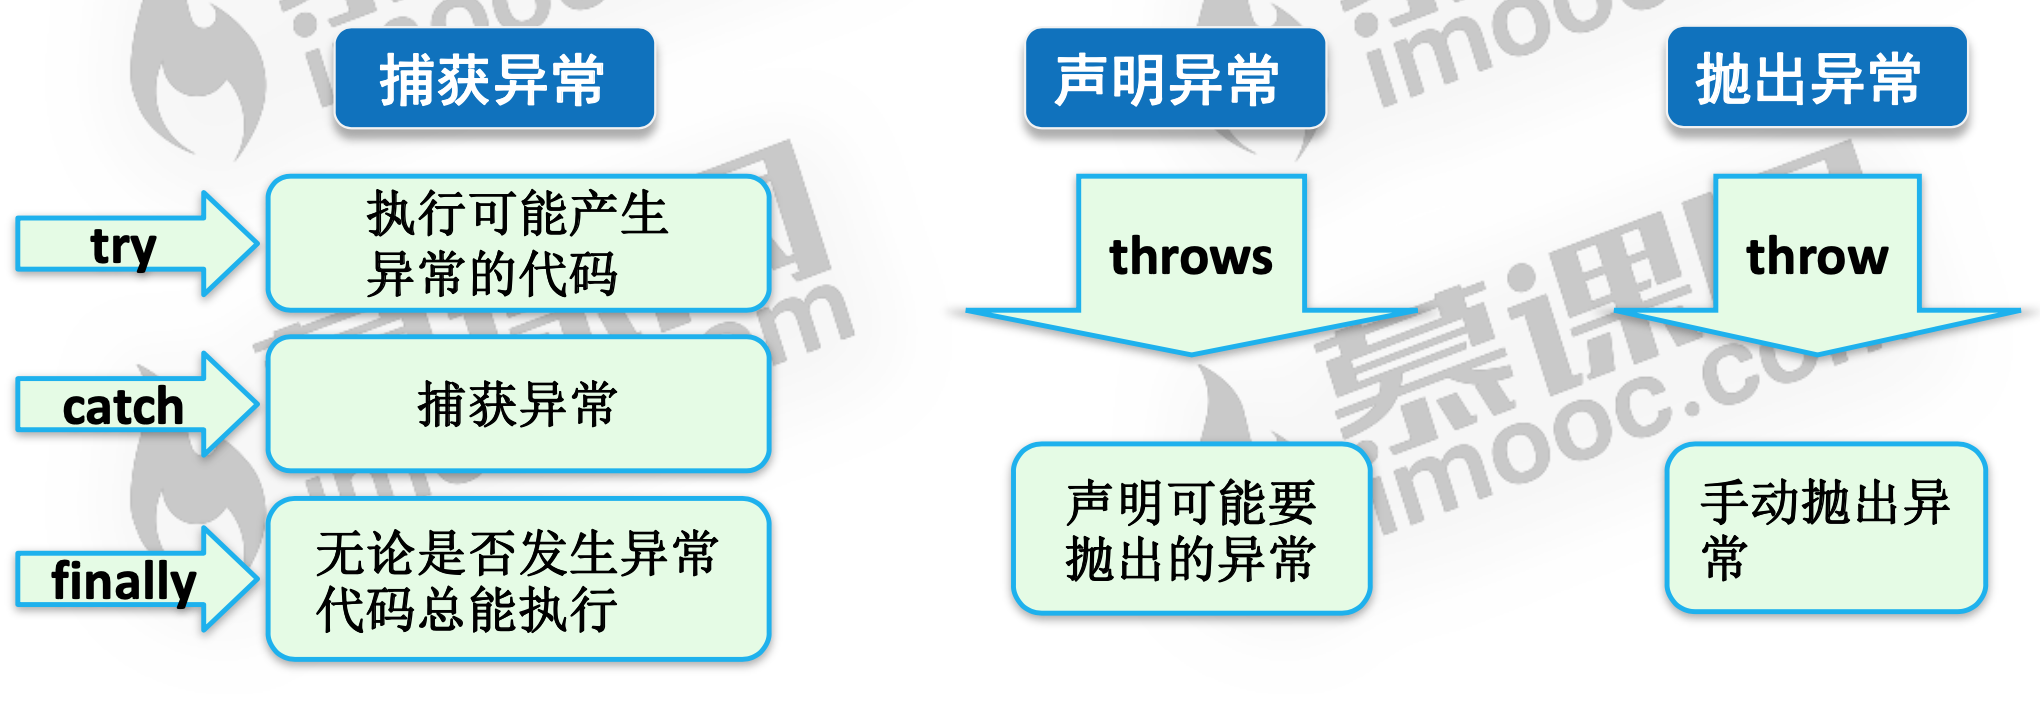 捕获异常
try
执行可能产生
异常的代码
catch
捕获异常
finally
无论是否发生异常
代码总能执行
声明异常
throws
声明可能要
抛出的异常
抛出异常
throw
手动抛出异
常
慕课网
imooc.com